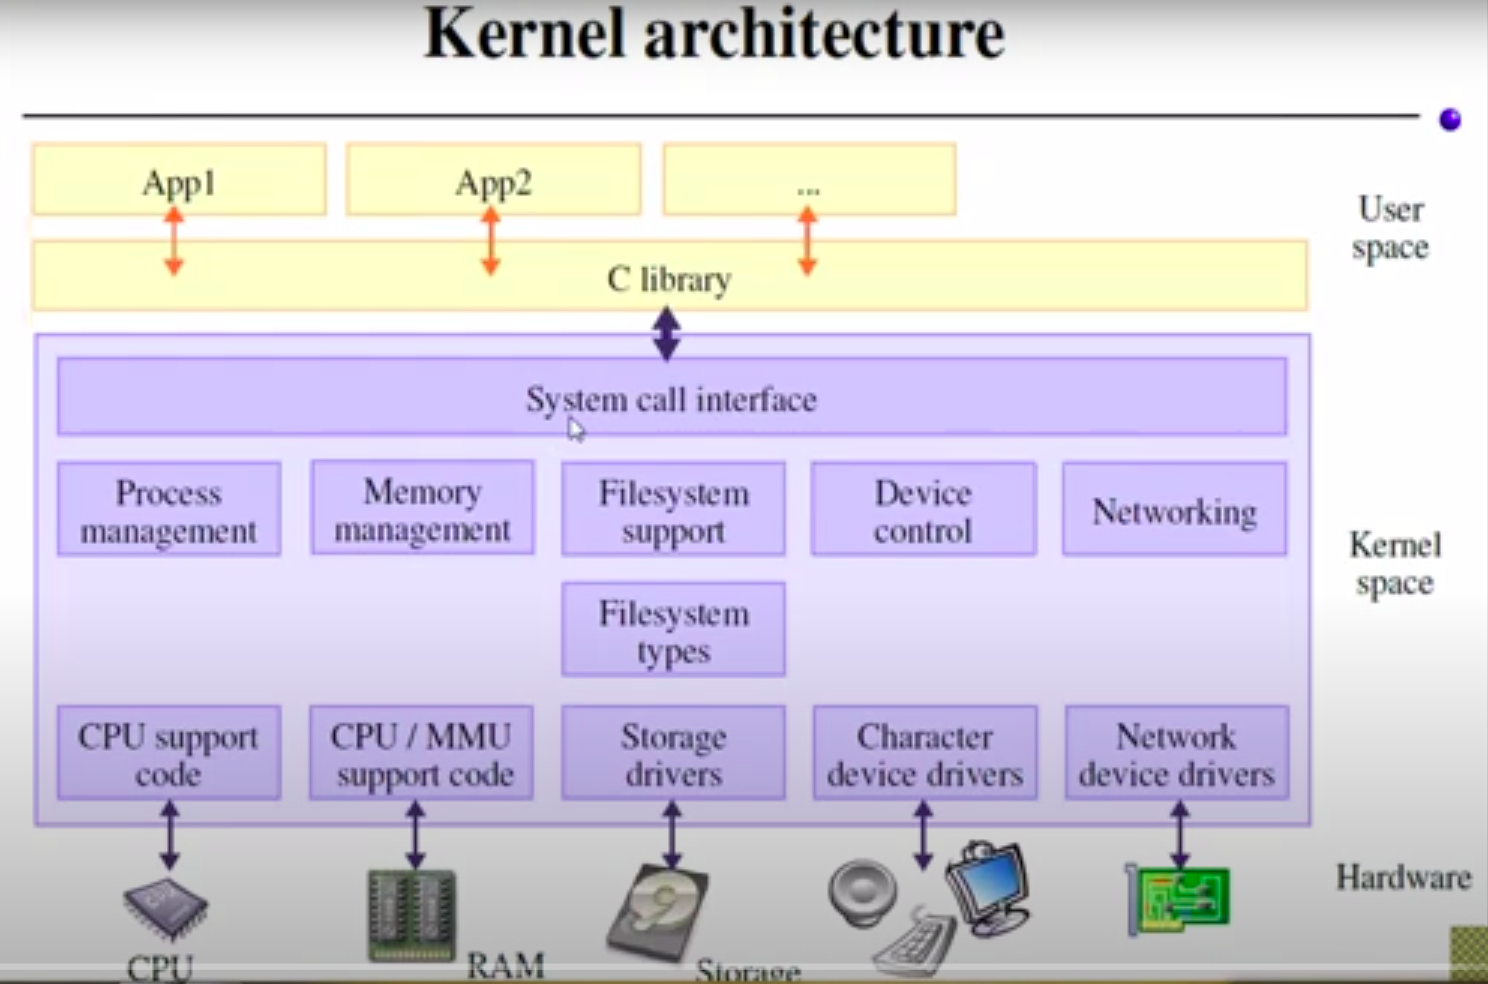 Kernel architecture
App1
App2
...
User
space
C library
System call interface
Process
management
Memory
management
Filesystem
support
Device
control
Networking
Kernel
space
Filesystem
types
CPU support
code
CPU / MMU
support code
Storage
drivers
Character
device drivers
Network
device drivers
Hardware
CPU
RAM
Storage